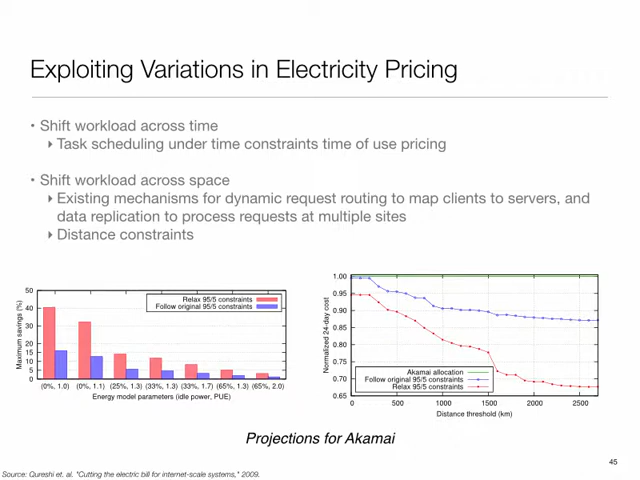 Exploiting Variations in Electricity Pricing
• Shift workload across time
▸ Task scheduling under time constraints time of use pricing
• Shift workload across space
▸ Existing mechanisms for dynamic request routing to map clients to servers, and
data replication to process requests at multiple sites
▸ Distance constraints
Maximum savings (%)
50
40
30
20
15
10
5
0
Relax 95/5 constraints
Follow original 95/5 constraints
(0%, 1.0) (0%, 1.1) (25%, 1.3) (33%, 1.3) (33%, 1.7) (65%, 1.3) (65%, 2.0)
Energy model parameters (idle power, PUE)
Normalized 24-day cost
1.00
0.95
0.90
0.85
0.80
0.75
0.70
0.65
Akamai allocation
Follow original 95/5 constraints
Relax 95/5 constraints
0 500 1000 1500 2000 2500
Distance threshold (km)
Projections for Akamai
45
Source: Qureshi et. al. "Cutting the electric bill for internet-scale systems," 2009.